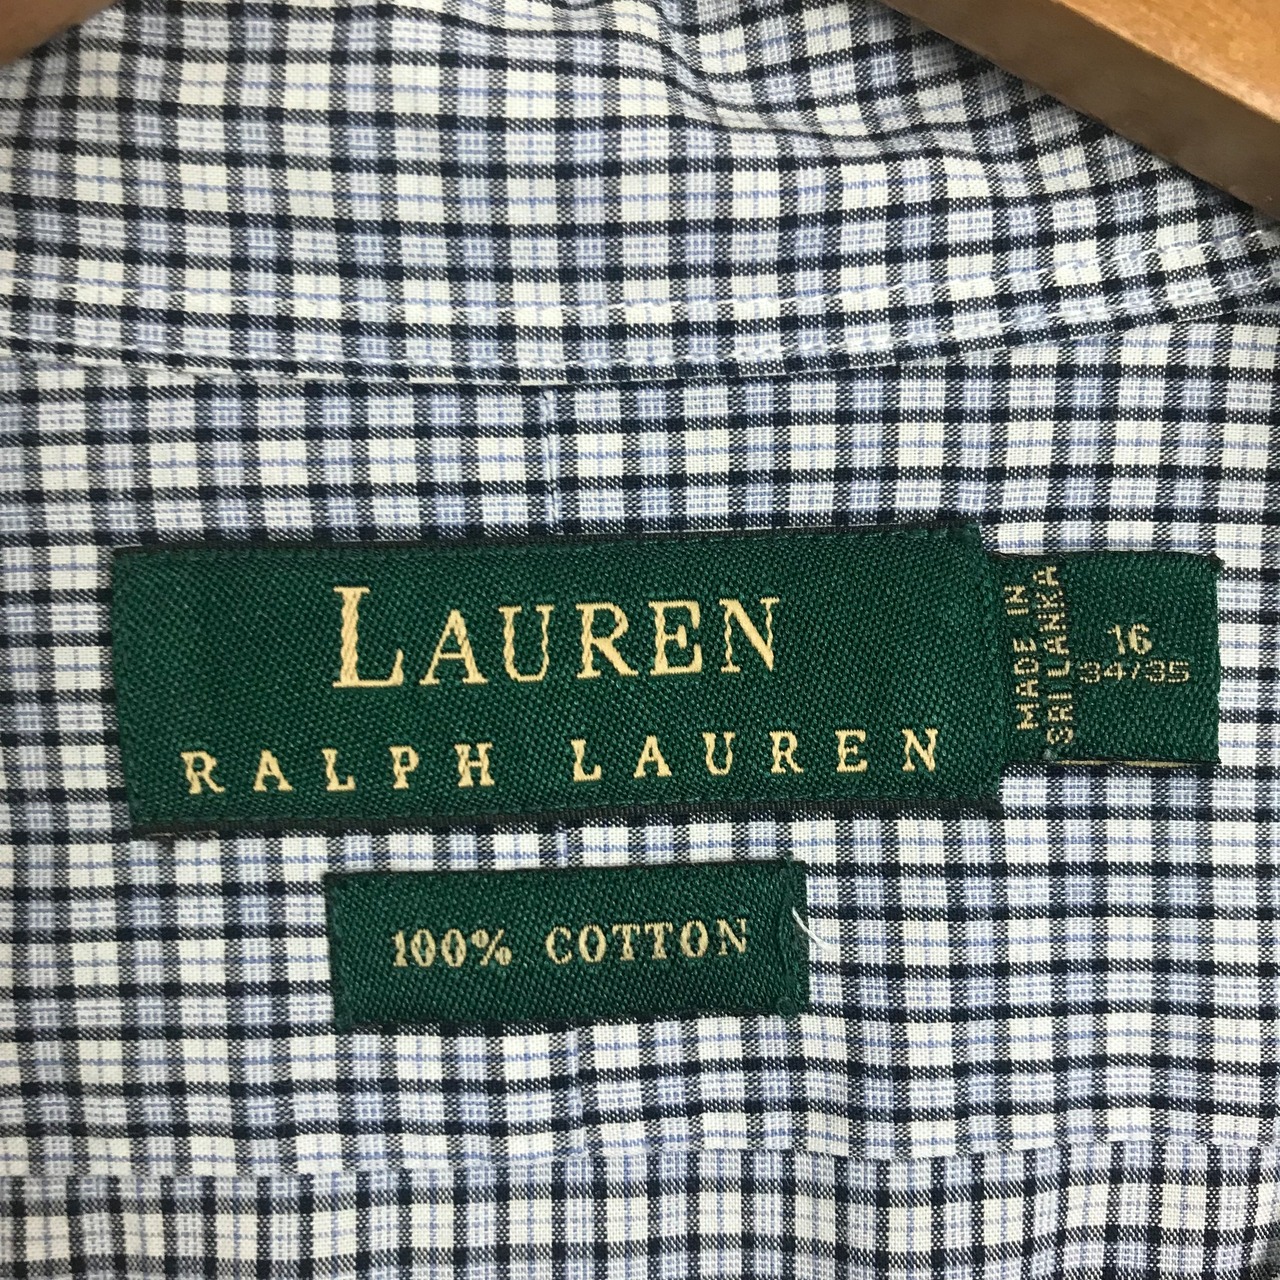 LAUREN
RALPH LAUREN
MADE IN
SRI LANKA
16
34/35
100% COTTON